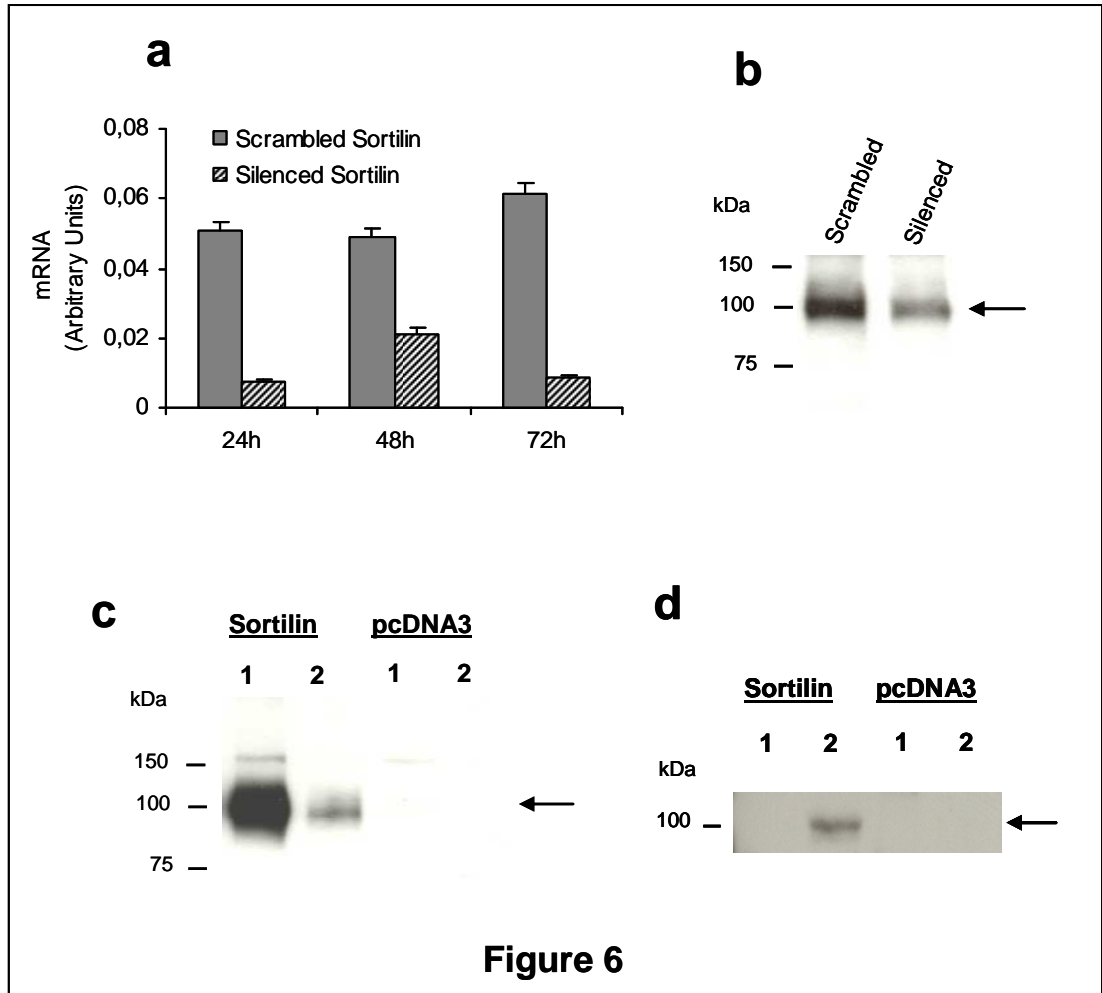 a
0,08
0,06
0,04
0,02
0
mRNA
(Arbitrary Units)
Scrambled Sortilin
Silenced Sortilin
24h 48h 72h
b
kDa
Scrambled
Silenced
150
100
75
c
Sortilin pcDNA3
1 2 1 2
kDa
150
100
75
d
Sortilin pcDNA3
1 2 1 2
kDa
100
Figure 6